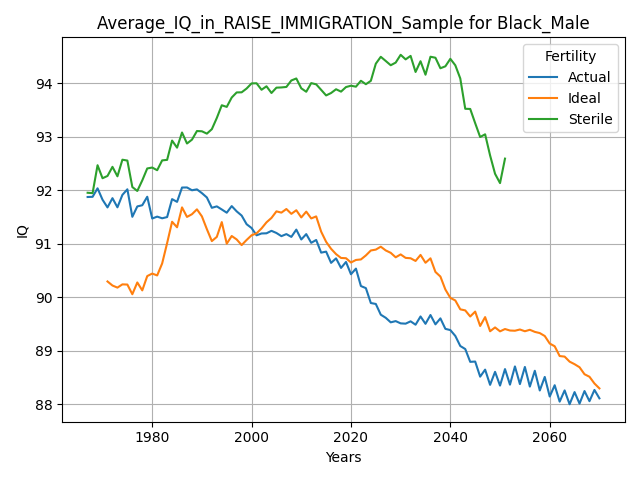 Average_IQ_in_RAISE_IMMIGRATION_Sample for Black_Male
Fertility
Actual
Ideal
Sterile
IQ
94
93
92
91
90
89
88
1980
2000
2020
2040
2060
Years